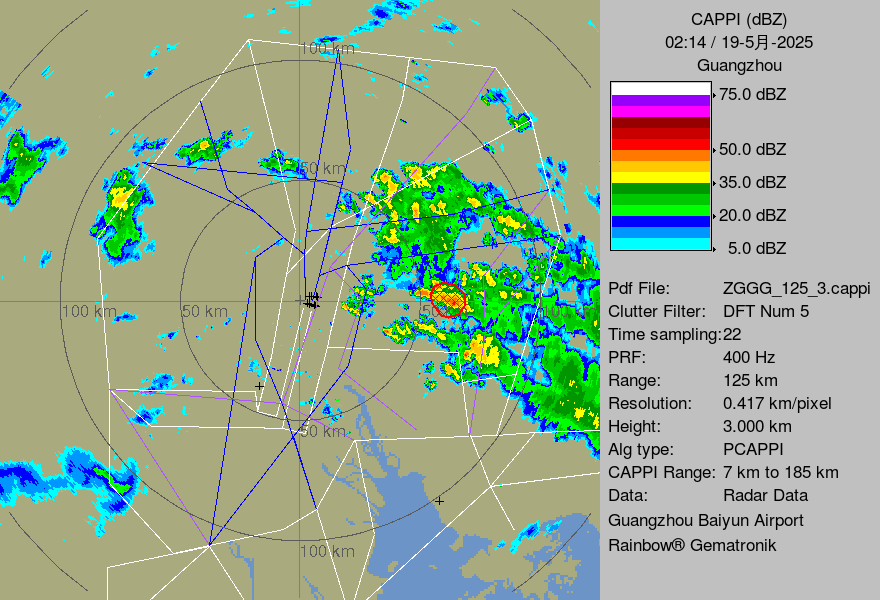 CAPPI (dBZ)
02:14 / 19-5月-2025
Guangzhou
75.0 dBZ
50.0 dBZ
35.0 dBZ
20.0 dBZ
5.0 dBZ
Pdf File: ZGGG_125_3.cappi
Clutter Filter: DFT Num 5
Time sampling:22
PRF: 400 Hz
Range: 125 km
Resolution: 0.417 km/pixel
Height: 3.000 km
Alg type: PCAPPI
CAPPI Range: 7 km to 185 km
Data: Radar Data
Guangzhou Baiyun Airport
Rainbow® Gematronik
100 km
50 km
100 km
50 km
50
100 km
50 km
100 km